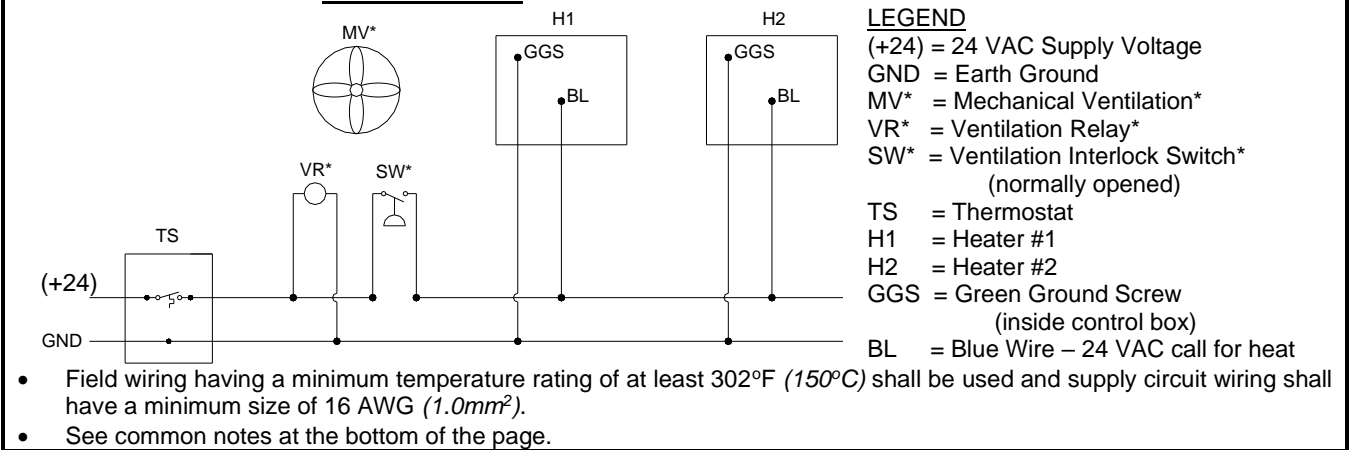 MV*
H1
H2
GGS
BL
GGS
BL
VR*
SW*
TS
(+24)
GND
LEGEND
(+24) = 24 VAC Supply Voltage
GND = Earth Ground
MV* = Mechanical Ventilation*
VR* = Ventilation Relay*
SW* = Ventilation Interlock Switch*
(normally opened)
TS = Thermostat
H1 = Heater #1
H2 = Heater #2
GGS = Green Ground Screw
(inside control box)
BL = Blue Wire – 24 VAC call for heat
• Field wiring having a minimum temperature rating of at least 302°F (150°C) shall be used and supply circuit wiring shall
have a minimum size of 16 AWG (1.0mm²).
• See common notes at the bottom of the page.